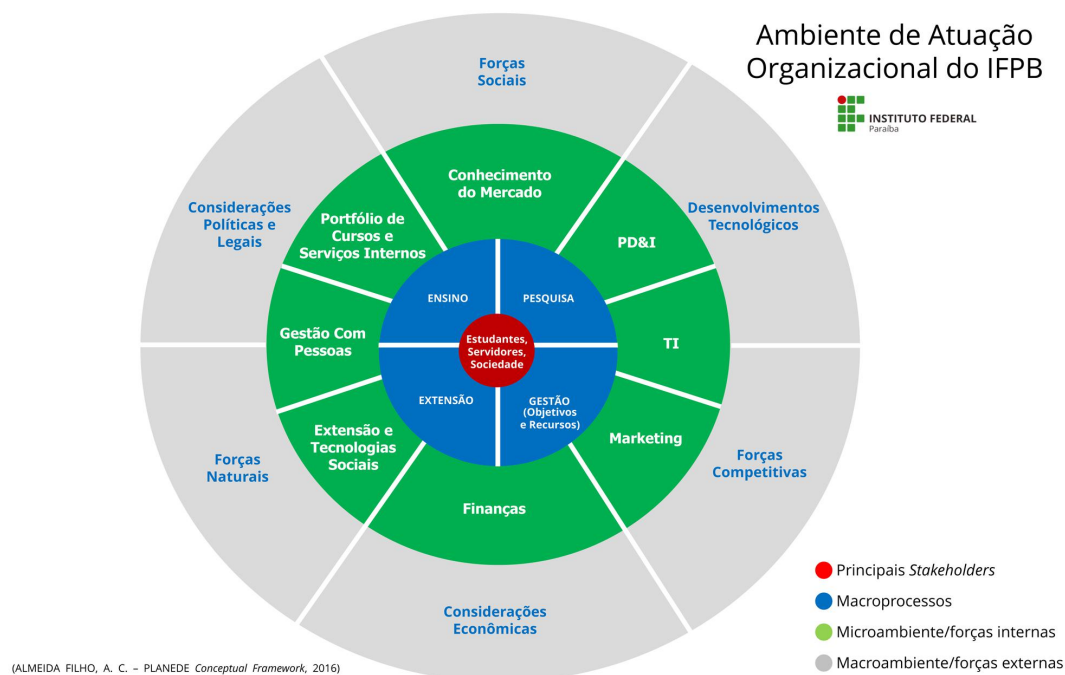 Ambiente de Atuação
Organizacional do IFPB
INSTITUTO FEDERAL
Paraíba
Forças
Sociais
Considerações
Políticas e
Legais
Desenvolvimentos
Tecnológicos
Conhecimento
do Mercado
Portfólio de
Cursos e
Serviços Internos
PD&I
ENSINO
PESQUISA
Gestão Com
Pessoas
Estudantes,
Servidores,
Sociedade
TI
EXTENSÃO
GESTÃO
(Objetivos
e Recursos)
Extensão e
Tecnologias
Sociais
Marketing
Forças
Naturais
Forças
Competitivas
Finanças
Considerações
Econômicas
Principais Stakeholders
Macroprocessos
Microambiente/forças internas
Macroambiente/forças externas
(ALMEIDA FILHO, A. C. – PLANEDE Conceptual Framework, 2016)